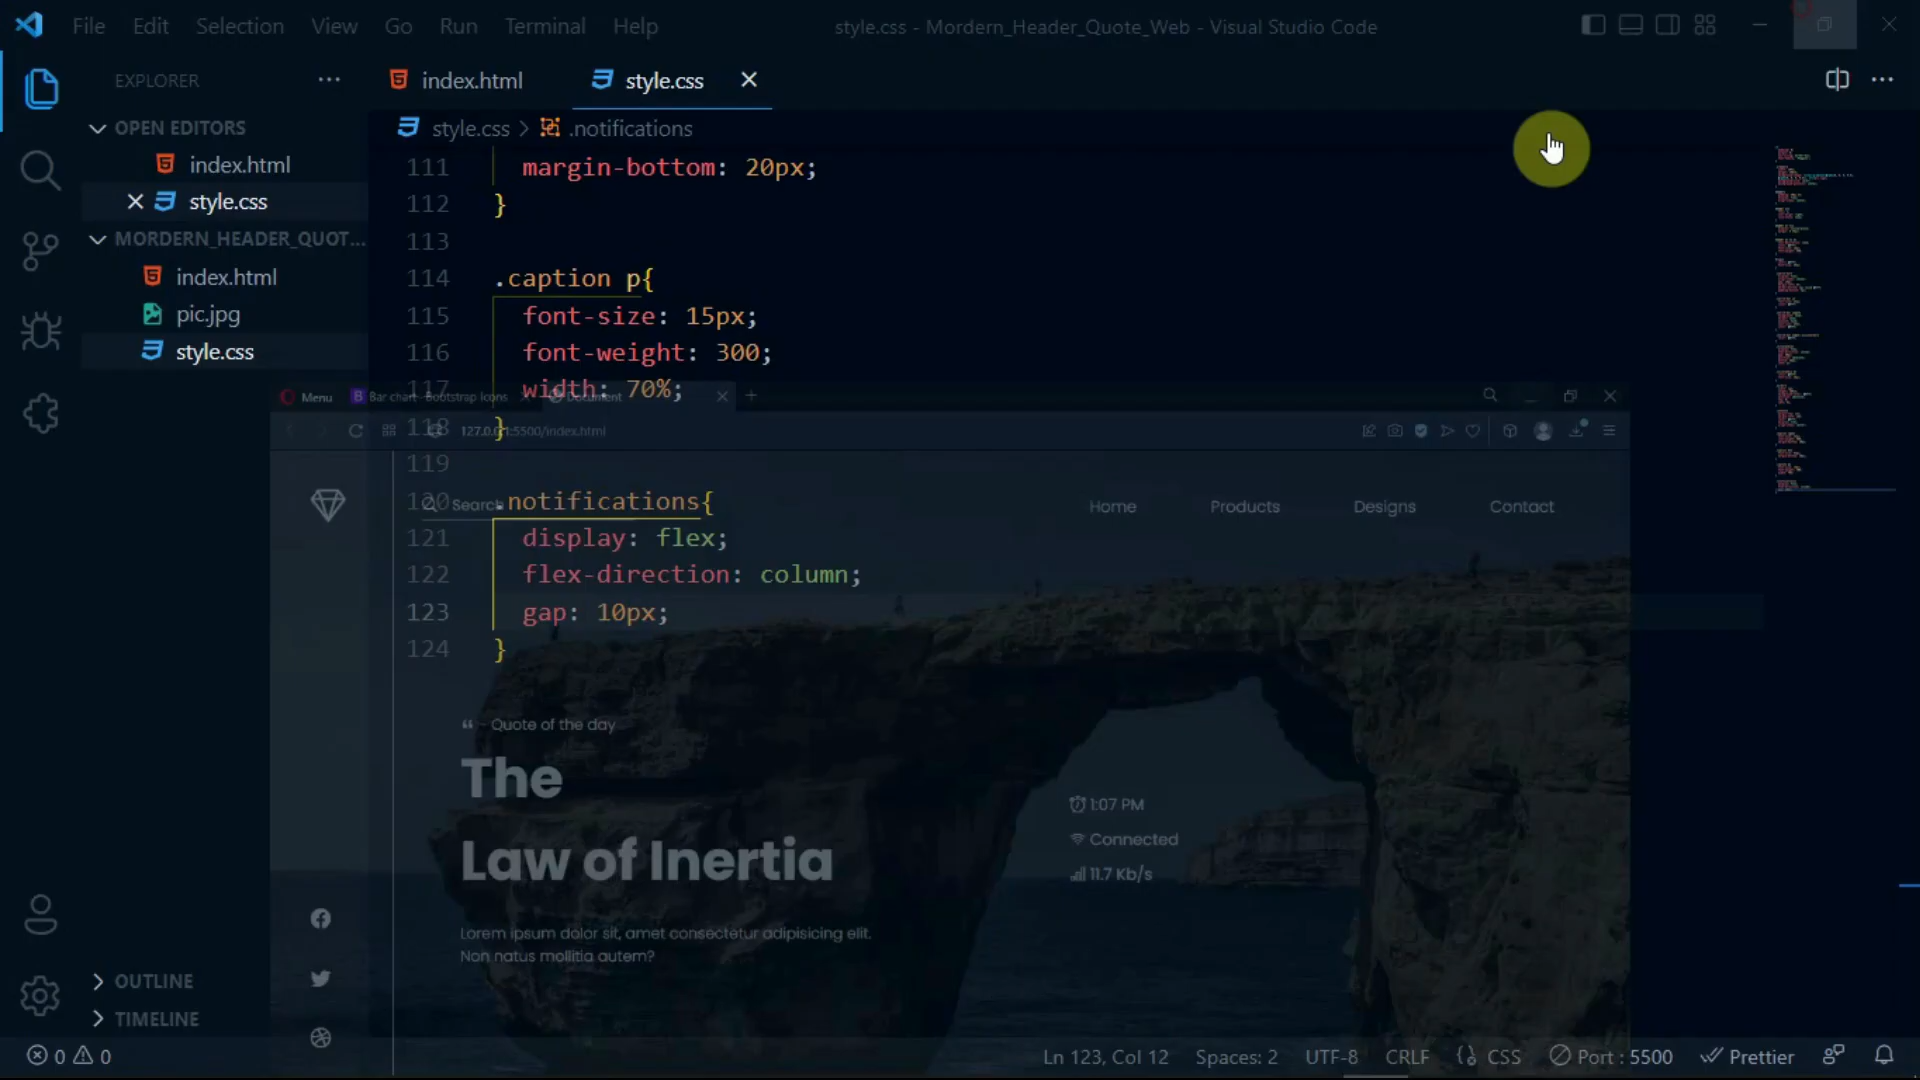 File Edit Selection View Go Run Terminal Help
style.css - Mordern_Header_Quote_Web - Visual Studio Code
EXPLORER
index.html
style.css
OPEN EDITORS
index.html
style.css
MORDERN_HEADER_QUOT...
index.html
pic.jpg
style.css
style.css > .notifications
111 margin-bottom: 20px;
112 }
113
114 .caption p{
115 font-size: 15px;
116 font-weight: 300;
117 width: 70%;
118 }
119
120 .notifications{
121 display: flex;
122 flex-direction: column;
123 gap: 10px;
124 }
Menu
Bar chart · Bootstrap Icons
Document
127.0.0.1:5500/index.html
Search
Home Products Designs Contact
“ - Quote of the day
The
Law of Inertia
Lorem ipsum dolor sit, amet consectetur adipisicing elit.
Non natus mollitia autem?
1:07 PM
Connected
11.7 Kb/s
OUTLINE
TIMELINE
0 0
Ln 123, Col 12 Spaces: 2 UTF-8 CRLF {} CSS Port : 5500 Prettier